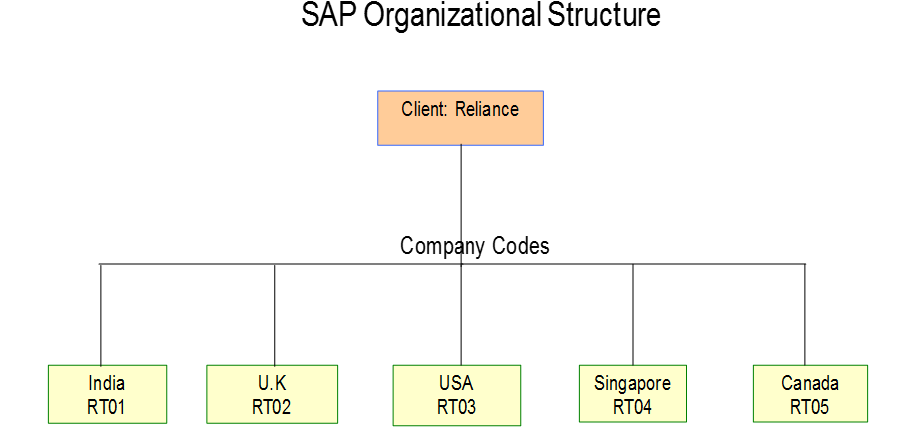 SAP Organizational Structure
Client: Reliance
Company Codes
India
RT01
U.K
RT02
USA
RT03
Singapore
RT04
Canada
RT05